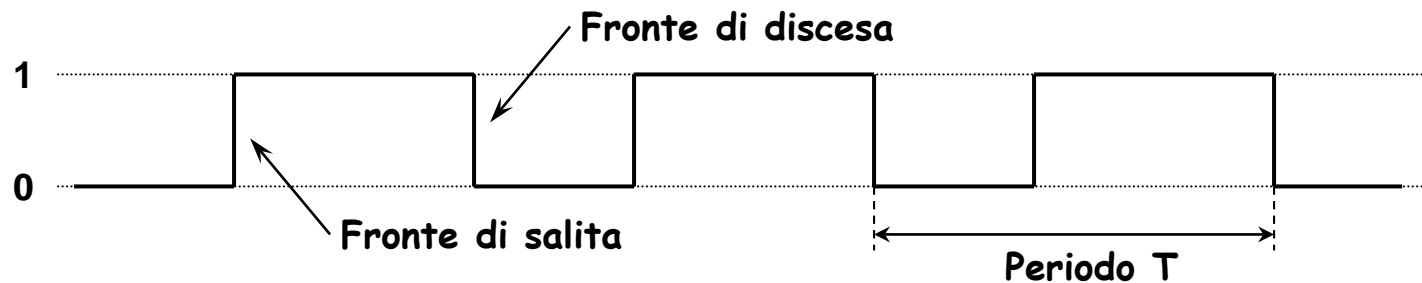 Fronte di discesa
1
0
Fronte di salita
Periodo T